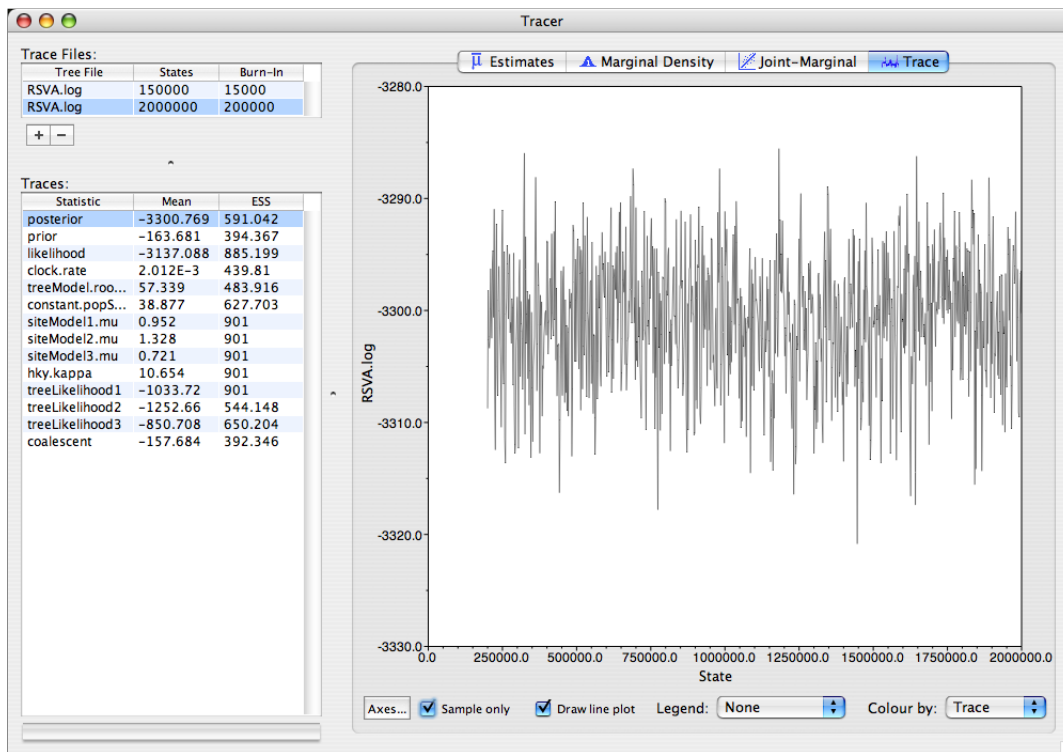 Tracer
Trace Files:
Tree File States Burn-In
RSVA.log 150000 15000
RSVA.log 2000000 200000
+ −
Traces:
Statistic Mean ESS
posterior -3300.769 591.042
prior -163.681 394.367
likelihood -3137.088 885.199
clock.rate 2.012E-3 439.81
treeModel.roo... 57.339 483.916
constant.popS... 38.877 627.703
siteModel1.mu 0.952 901
siteModel2.mu 1.328 901
siteModel3.mu 0.721 901
hky.kappa 10.654 901
treeLikelihood1 -1033.72 901
treeLikelihood2 -1252.66 544.148
treeLikelihood3 -850.708 650.204
coalescent -157.684 392.346
μ Estimates Marginal Density Joint-Marginal Trace
-3280.0
-3290.0
-3300.0
-3310.0
-3320.0
-3330.0
RSVA.log
0.0 250000.0 500000.0 750000.0 1000000.0 1250000.0 1500000.0 1750000.0 2000000.0
State
Axes... Sample only Draw line plot Legend: None Colour by: Trace